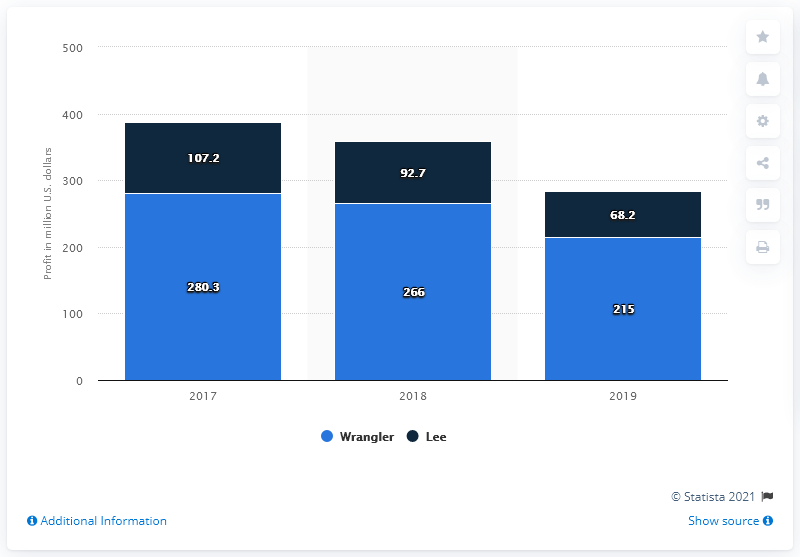 500
400
300
200
100
0
Profit in million U.S. dollars
107.2
280.3
92.7
266
68.2
215
2017 2018 2019
Wrangler Lee
© Statista 2021
Additional Information Show source